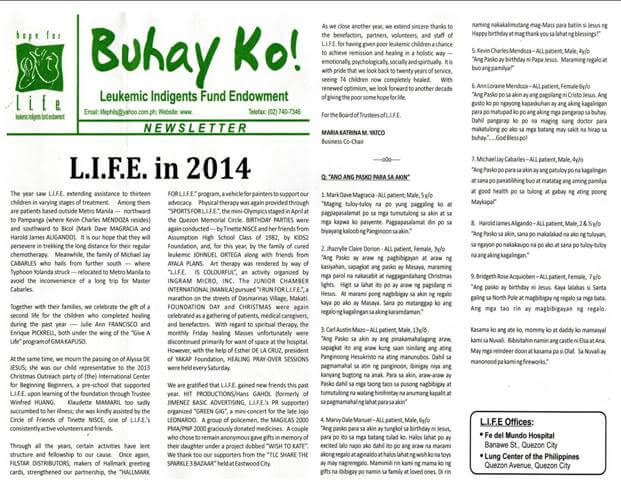 hope for
L.i.f.e.
leukemic indigents fund endowment
Buhay Ko!
Leukemic Indigents Fund Endowment
Email: lifephils@yahoo.com.ph; Website: www. Telefax: (02) 740-7346
NEWSLETTER
L.I.F.E. in 2014
The year saw L.I.F.E. extending assistance to thirteen
children in varying stages of treatment. Among them
are patients based outside Metro Manila — northward
to Pampanga (where Kevin Charles MENDOZA resides)
and southward to Bicol (Mark Dave MAGRACIA and
Harold James ALIGANDO). It is our hope that they will
persevere in trekking the long distance for their regular
chemotherapy. Meanwhile, the family of Michael Jay
CABARLES who hails from further south — where
Typhoon Yolanda struck — relocated to Metro Manila to
avoid the inconvenience of a long trip for Master
Cabarles.
Together with their families, we celebrate the gift of a
second life for the children who completed healing
during the past year — Julie Ann FRANCISCO and
Enrique PICKRELL, both under the wing of the "Give A
Life" program of GMA KAPUSO.
At the same time, we mourn the passing on of Alyssa DE
JESUS; she was our child representative to the 2013
Christmas Outreach party of (the) International Center
for Beginning Beginners, a pre-school that supported
L.I.F.E. upon learning of the foundation through Trustee
Winfred HUANG. Klaudette MAMARIL too sadly
succumbed to her illness; she was kindly assisted by the
Circle of Friends of Tinette NISCE, one of L.I.F.E.'s
consistently active volunteers and friends.
Through all the years, certain activities have lent
structure and fellowship to our cause. Once again,
FILSTAR DISTRIBUTORS, makers of Hallmark greeting
cards, strengthened our partnership, the "HALLMARK
FOR L.I.F.E." program, a vehicle for painters to support our
advocacy. Physical therapy was again provided through
"SPORTS FOR L.I.F.E.", the mini-Olympics staged in April at
the Quezon Memorial Circle. BIRTHDAY PARTIES were
again conducted — by Tinette NISCE and her friends from
Assumption High School Class of 1982, by KIDS2
Foundation, and, for this year, by the family of cured
leukemic JOHNUEL ORTEGA along with friends from
AYALA PLANS. Art therapy was rendered by way of
"L.I.F.E. IS COLOURFUL", an activity organized by
INGRAM MICRO, INC. The JUNIOR CHAMBER
INTERNATIONAL (MANILA) pursued "I RUN FOR L.I.F.E.", a
marathon on the streets of Dasmarinas Village, Makati.
FOUNDATION DAY and CHRISTMAS were again
celebrated as a gathering of patients, medical caregivers,
and benefactors. With regard to spiritual therapy, the
monthly Friday healing Masses unfortunately were
discontinued primarily for want of space at the hospital.
However, with the help of Esther DE LA CRUZ, president
of YAKAP Foundation, HEALING PRAY-OVER SESSIONS
were held every Saturday.
We are gratified that L.I.F.E. gained new friends this past
year. HIT PRODUCTIONS/Hans GAHOL (formerly of
JIMENEZ BASIC ADVERTISING, L.I.F.E.'s PR supporter)
organized "GREEN GIG", a mini-concert for the late Jojo
LEONARDO. A group of policemen, the MAGILAS 2000
PMA/PNP 2000 graciously donated medicines. A couple
who chose to remain anonymous gave gifts in memory of
their daughter under a project dubbed "WISH TO KATE".
We thank too our supporters from the "TLC SHARE THE
SPARKLE 3 BAZAAR" held at Eastwood City.
As we close another year, we extend sincere thanks to
the benefactors, partners, volunteers, and staff of
L.I.F.E. for having given poor leukemic children a chance
to achieve remission and healing in a holistic way —
emotionally, psychologically, socially and spiritually. It is
with pride that we look back to twenty years of service,
seeing 74 children now completely healed. With
renewed optimism, we look forward to another decade
of giving the poor some hope for life.
For the Board of Trustees of L.I.F.E.
MARIA KATRINA M. YATCO
Business Co-Chair
---o0o---
Q: "ANO ANG PASKO PARA SA AKIN"
1. Mark Dave Magracia - ALL patient, Male, 5 y/o
"Maging tuloy-tuloy na po yung paggaling ko at
pagpapasalamat po sa mga tumutulong sa akin at sa
mga kapwa ko pasyente. Pagpapasalamat din po sa
biyayang kaloob ng Panginoon sa akin."
2. Jhazrylle Claire Dorion - ALL patient, Female, 3y/o
"Ang Pasko ay araw ng pagbibigayan at araw ng
kasiyahan, sapagkat ang Pasko ay Masaya, maraming
mga parol na nakasabit at naggagandahang Christmas
lights. Higit sa lahat ito po ay araw ng pagsilang ni
Hesus. At marami pong nagbibigay sa akin ng regalo
kaya po ako ay Masaya. Sana po matanggap ko ang
regalo ng kagalingan sa aking karamdaman."
3. Carl Austin Mazo – ALL patient, Male, 13y/o
"Ang Pasko sa akin ay ang pinakamahalagang araw,
sapagkat ito ang araw kung saan isinilang ang ating
Panginoong Hesukristo na ating manunubos. Dahil sa
pagmamahal sa atin ng panginoon, ibinigay niya ang
kanyang bugtong na anak. Para sa akin, araw-araw ay
Pasko dahil sa mga taong taos sa pusong nagbibigay at
tumutulong na walang hinihintay na anumang kapalit at
sa pagmamahal ng lahat para sa akin"
4. Marvy Dale Manuel – ALL patient, Male, 6y/o
"Ang Pasko para sa akin ay tungkol sa birthday ni Jesus,
para po ito sa mga batang tulad ko. Halos lahat po ay
excited lalo napo ako dahil ito po ang araw na marami
akong regalo at aginaldo at halos lahat ng wish ko na toys
ay may nagreregalo. Mamimili rin kami ng mama ko ng
gifts na ibibigay po namin sa family at loved ones. Di rin
naming nakakalimutang mag-Mass para batiin si Jesus ng
Happy birthday at mag thank you sa lahat ng blessings!"
5. Kevin Charles Mendoza – ALL patient, Male, 4y/o
"Ang Pasko ay birthday ni Papa Jesus. Maraming regalo at
buo ang pamilya!"
6. Ann Loraine Mendoza – ALL patient, Female 6y/o
"Ang Pasko po sa akin ay ang pagsilang ni Cristo Jesus. Ang
gusto ko po ngayong kapaskuhan ay ang aking kagalingan
para po matupad ko po ang aking mga pangarap sa buhay.
Dahil pangarap ko po na maging isang doctor para
makatulong po ako sa mga batang may sakit na hirap sa
buhay."…..God Bless po!
7. Michael Jay Cabarles – ALL patient, Male, 4y/o
"Ang Pasko po para sa akin ay ang patuloy po na kagalingan
at sana po panatilihing buo at matatag ang aming pamilya
at good health po sa tulong at gabay ng ating poong
Maykapal"
8. Harold James Aligando – ALL patient, Male, 2 & ½ y/o
"Ang Pasko sa akin, sana po makalakad na ako ng tuluyan,
sa ngayon po nakakaupo na po ako at sana po tuloy-tuloy
na ang aking kagalingan."
9. Bridgeth Rose Acquioben – ALL patient, Female, 7 y/o
"Ang pasko ay birthday ni Jesus. Kaya lalabas si Santa
galing sa North Pole at magbibigay ng regalo sa mga bata.
Ang mga tao rin ay magbibigayan ng regalo.
Kasama ko ang ate ko, mommy ko at daddy ko mamasyal
kami sa Nuvali. Bibisitahin namin ang castle ni Elsa at Ana.
May mga reindeer doon at kasama pa si Olaf. Sa Nuvali ay
manonood pa kami ng fireworks."
L.I.F.E Offices:
• Fe del Mundo Hospital
Banawe St., Quezon City
• Lung Center of the Philippines
Quezon Avenue, Quezon City